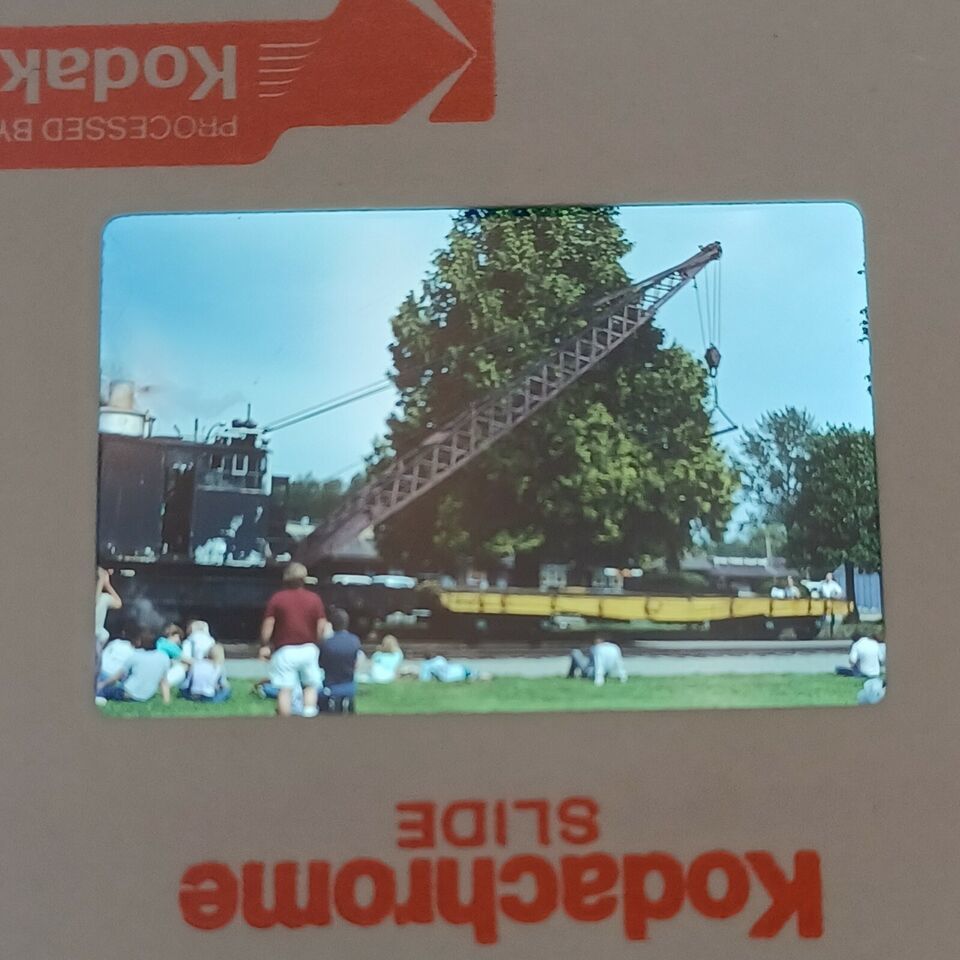 Kodachrome
SLIDE
PROCESSED BY
Kodak